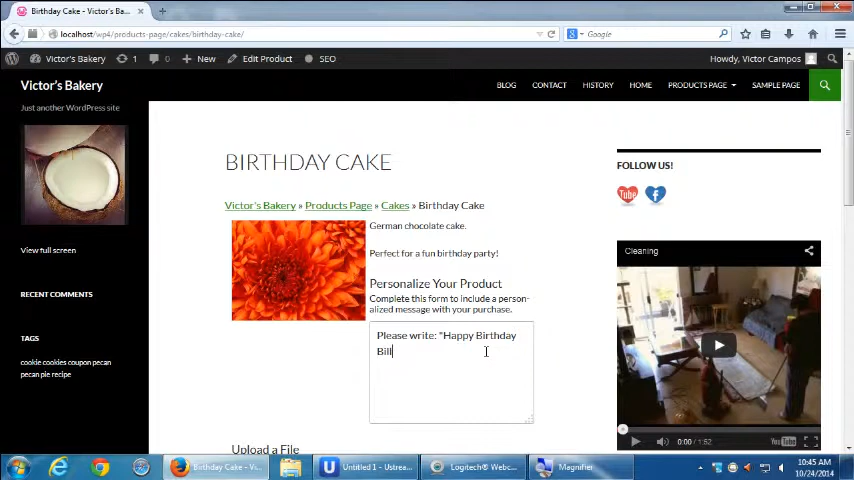 Birthday Cake - Victor's Ba...
localhost/wp4/products-page/cakes/birthday-cake/
Google
Victor's Bakery
1
0
New
Edit Product
SEO
Howdy, Victor Campos
Victor's Bakery
BLOG
CONTACT
HISTORY
HOME
PRODUCTS PAGE
SAMPLE PAGE
Just another WordPress site
View full screen
RECENT COMMENTS
TAGS
cookie cookies coupon pecan
pecan pie recipe
BIRTHDAY CAKE
Victor's Bakery » Products Page » Cakes » Birthday Cake
German chocolate cake.
Perfect for a fun birthday party!
Personalize Your Product
Complete this form to include a person-
alized message with your purchase.
Please write: "Happy Birthday
Bill
Upload a File
FOLLOW US!
You
Tube
f
Cleaning
0:00 / 1:52
YouTube
Birthday Cake - Vi...
Untitled 1 - Ustrea...
Logitech® Webc...
Magnifier
10:45 AM
10/24/2014